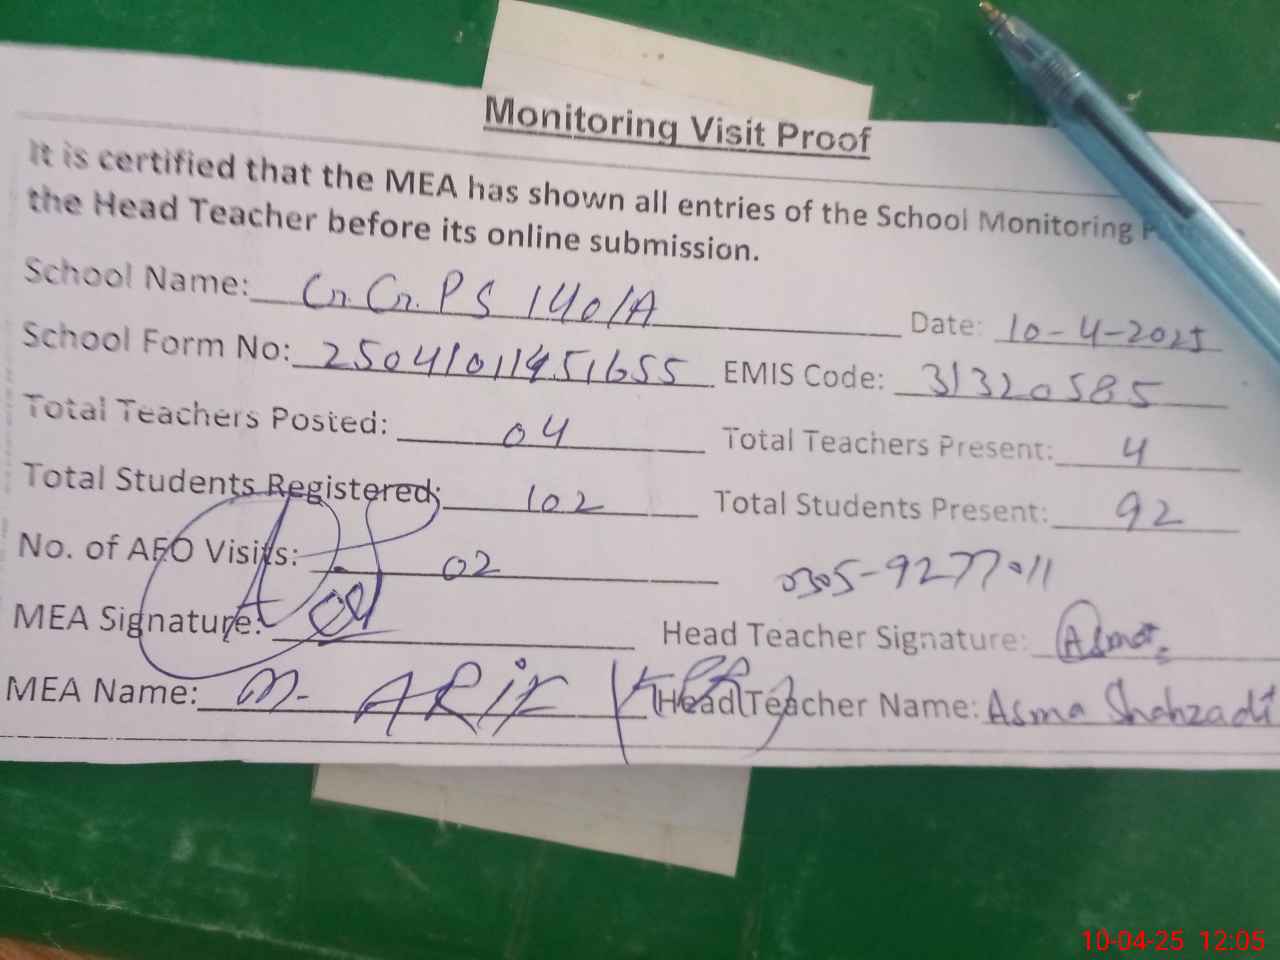 Monitoring Visit Proof
It is certified that the MEA has shown all entries of the School Monitoring
the Head Teacher before its online submission.
School Name: G. G. PS 140/A Date: 10-4-2025
School Form No: 25041011451655 EMIS Code: 31320585
Total Teachers Posted: 04 Total Teachers Present: 4
Total Students Registered: 102 Total Students Present: 92
No. of AEO Visits: 02 0305-9277011
MEA Signature: Head Teacher Signature: Asma
MEA Name: M. ARIF Head Teacher Name: Asma Shahzadi
10-04-25 12:05